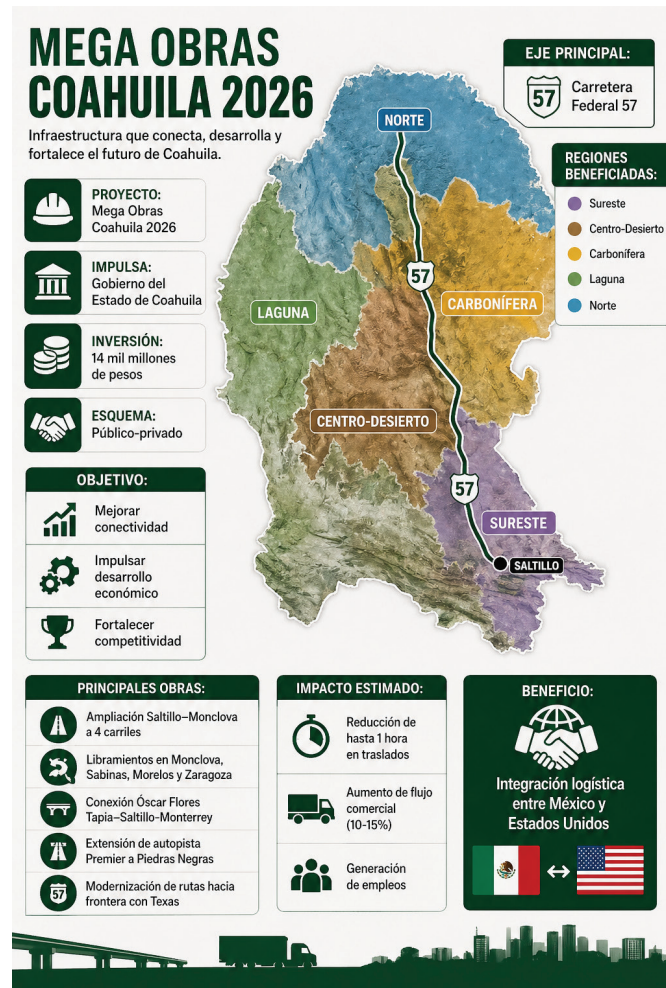 MEGA OBRAS
COAHUILA 2026
Infraestructura que conecta, desarrolla y
fortalece el futuro de Coahuila.
EJE PRINCIPAL:
57
Carretera
Federal 57
REGIONES
BENEFICIADAS:
Sureste
Centro-Desierto
Carbonífera
Laguna
Norte
PROYECTO:
Mega Obras
Coahuila 2026
IMPULSA:
Gobierno del
Estado de Coahuila
INVERSIÓN:
14 mil millones
de pesos
ESQUEMA:
Público-privado
OBJETIVO:
Mejorar
conectividad
Impulsar
desarrollo
económico
Fortalecer
competitividad
NORTE
57
CARBONÍFERA
LAGUNA
CENTRO-DESIERTO
57
SURESTE
SALTILLO
PRINCIPALES OBRAS:
Ampliación Saltillo–Monclova
a 4 carriles
Libramientos en Monclova,
Sabinas, Morelos y Zaragoza
Conexión Óscar Flores
Tapia–Saltillo-Monterrey
Extensión de autopista
Premier a Piedras Negras
57
Modernización de rutas hacia
frontera con Texas
IMPACTO ESTIMADO:
Reducción de
hasta 1 hora
en traslados
Aumento de flujo
comercial
(10-15%)
Generación
de empleos
BENEFICIO:
Integración logística
entre México y
Estados Unidos